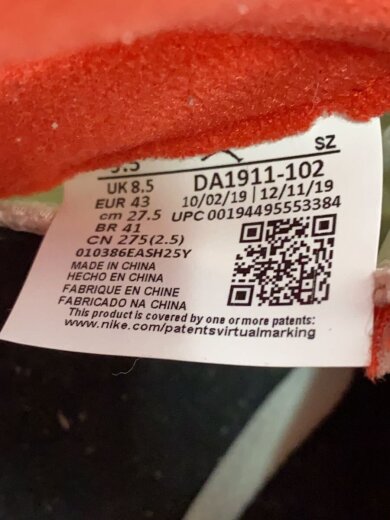 9.5 SZ
UK 8.5 DA1911-102
EUR 43 10/02/19 | 12/11/19
cm 27.5 UPC 00194495553384
BR 41
CN 275(2.5)
010386EASH25Y
MADE IN CHINA
HECHO EN CHINA
FABRIQUE EN CHINE
FABRICADO NA CHINA
This product is covered by one or more patents:
www.nike.com/patentsvirtualmarking